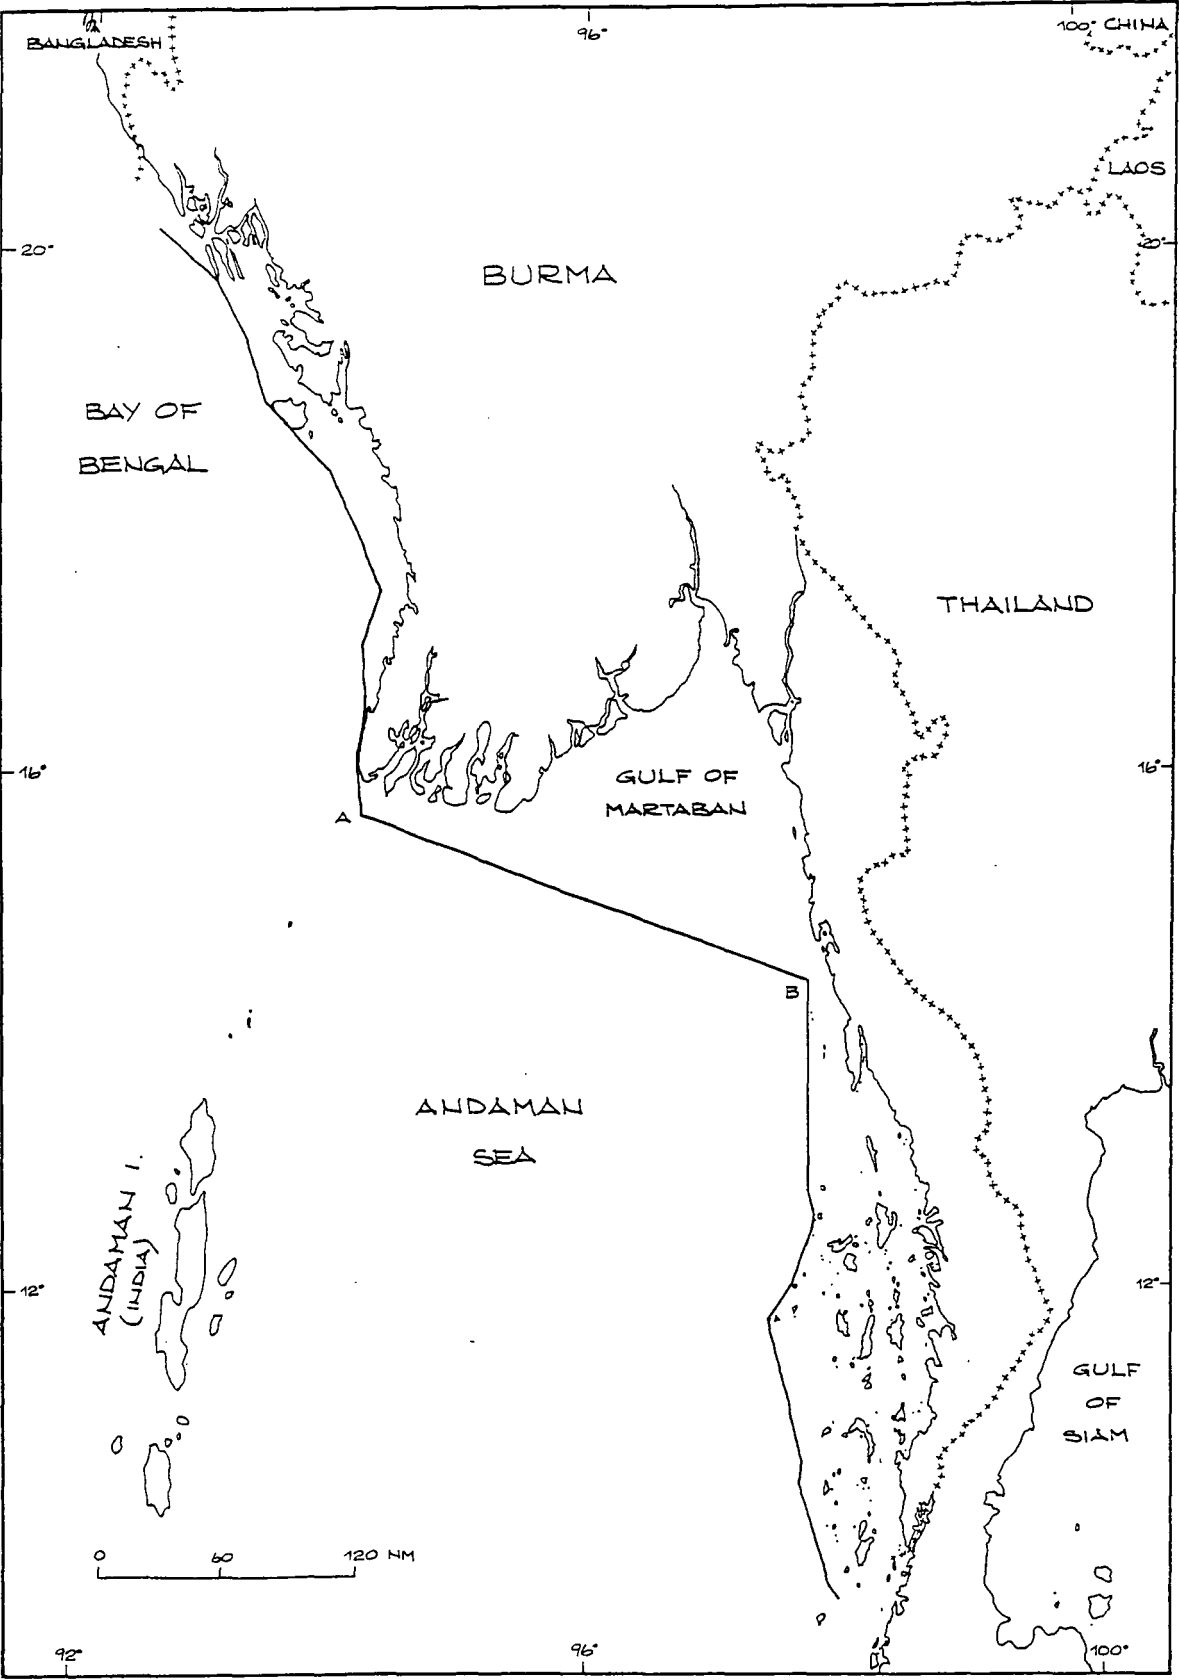 96°
100° CHINA
BANGLADESH
LAOS
20°
20°
BURMA
BAY OF
BENGAL
THAILAND
16°
GULF OF
MARTABAN
16°
A
B
ANDAMAN
SEA
ANDAMAN I.
(INDIA)
12°
12°
GULF
OF
SIAM
0 60 120 NM
92°
96°
100°